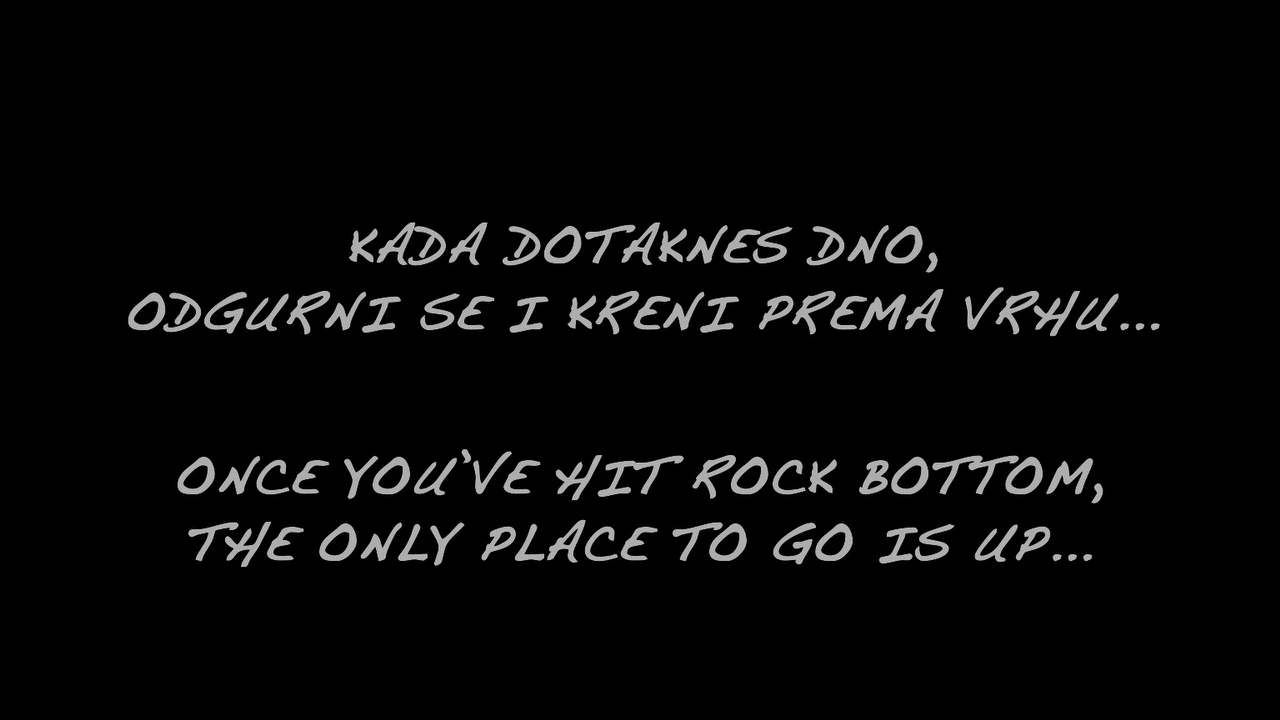 KADA DOTAKNES DNO,
ODGURNI SE I KRENI PREMA VRHU...
ONCE YOU'VE HIT ROCK BOTTOM,
THE ONLY PLACE TO GO IS UP...